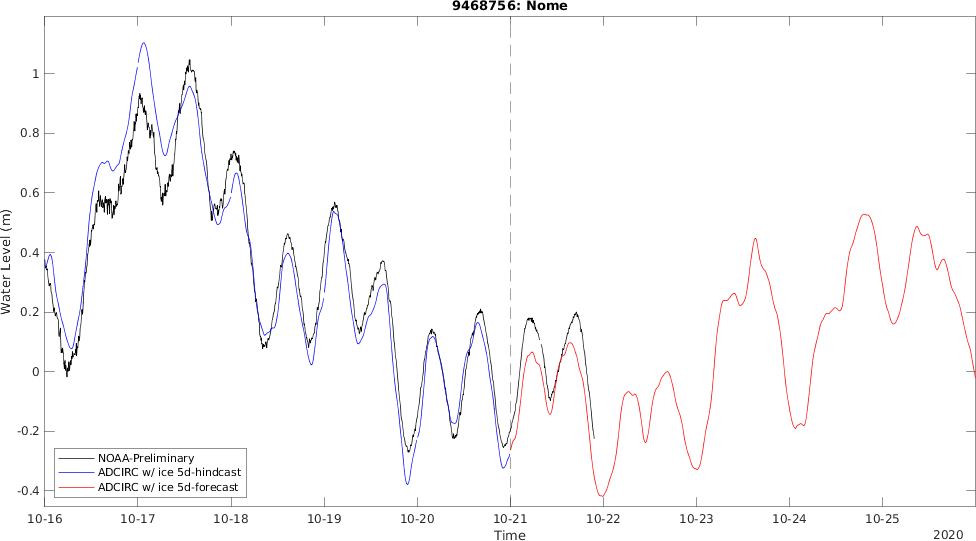 9468756: Nome
Water Level (m)
1
0.8
0.6
0.4
0.2
0
-0.2
-0.4
NOAA-Preliminary
ADCIRC w/ ice 5d-hindcast
ADCIRC w/ ice 5d-forecast
10-16 10-17 10-18 10-19 10-20 10-21 10-22 10-23 10-24 10-25
Time
2020